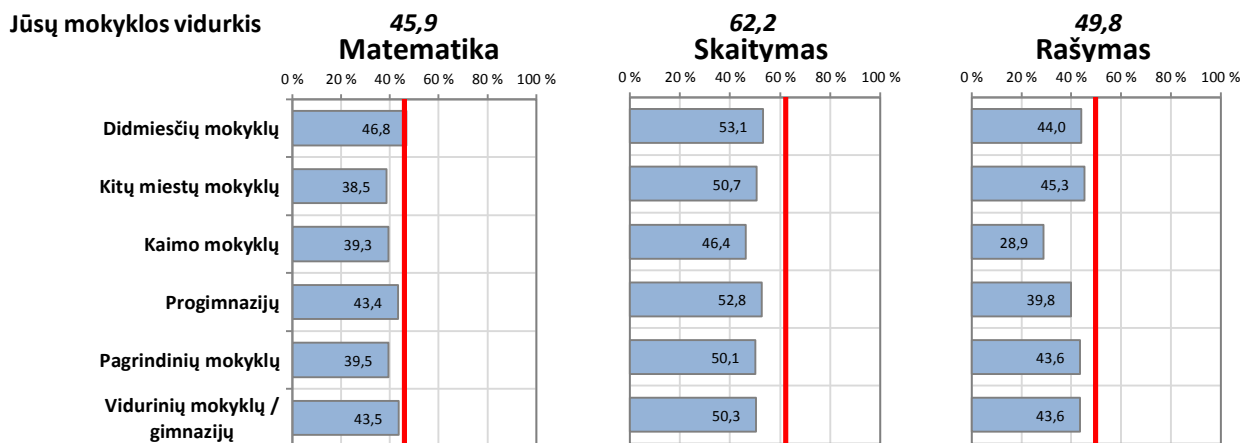 Jūsų mokyklos vidurkis 45,9 62,2 49,8
Matematika Skaitymas Rašymas
0 % 20 % 40 % 60 % 80 % 100 % 0 % 20 % 40 % 60 % 80 % 100 % 0 % 20 % 40 % 60 % 80 % 100 %
Didmiesčių mokyklų 46,8 53,1 44,0
Kitų miestų mokyklų 38,5 50,7 45,3
Kaimo mokyklų 39,3 46,4 28,9
Progimnazijų 43,4 52,8 39,8
Pagrindinių mokyklų 39,5 50,1 43,6
Vidurinių mokyklų /
gimnazijų 43,5 50,3 43,6